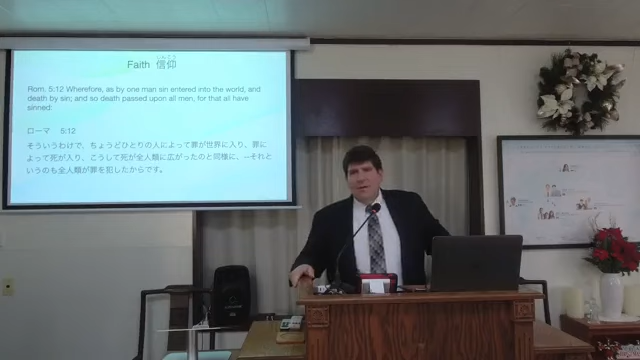 しんこう
Faith 信仰
Rom. 5:12 Wherefore, as by one man sin entered into the world, and
death by sin; and so death passed upon all men, for that all have
sinned:
ローマ 5:12
そういうわけで、ちょうどひとりの人によって罪が世界に入り、罪に
よって死が入り、こうして死が全人類に広がったのと同様に、—それと
いうのも全人類が罪を犯したからです。